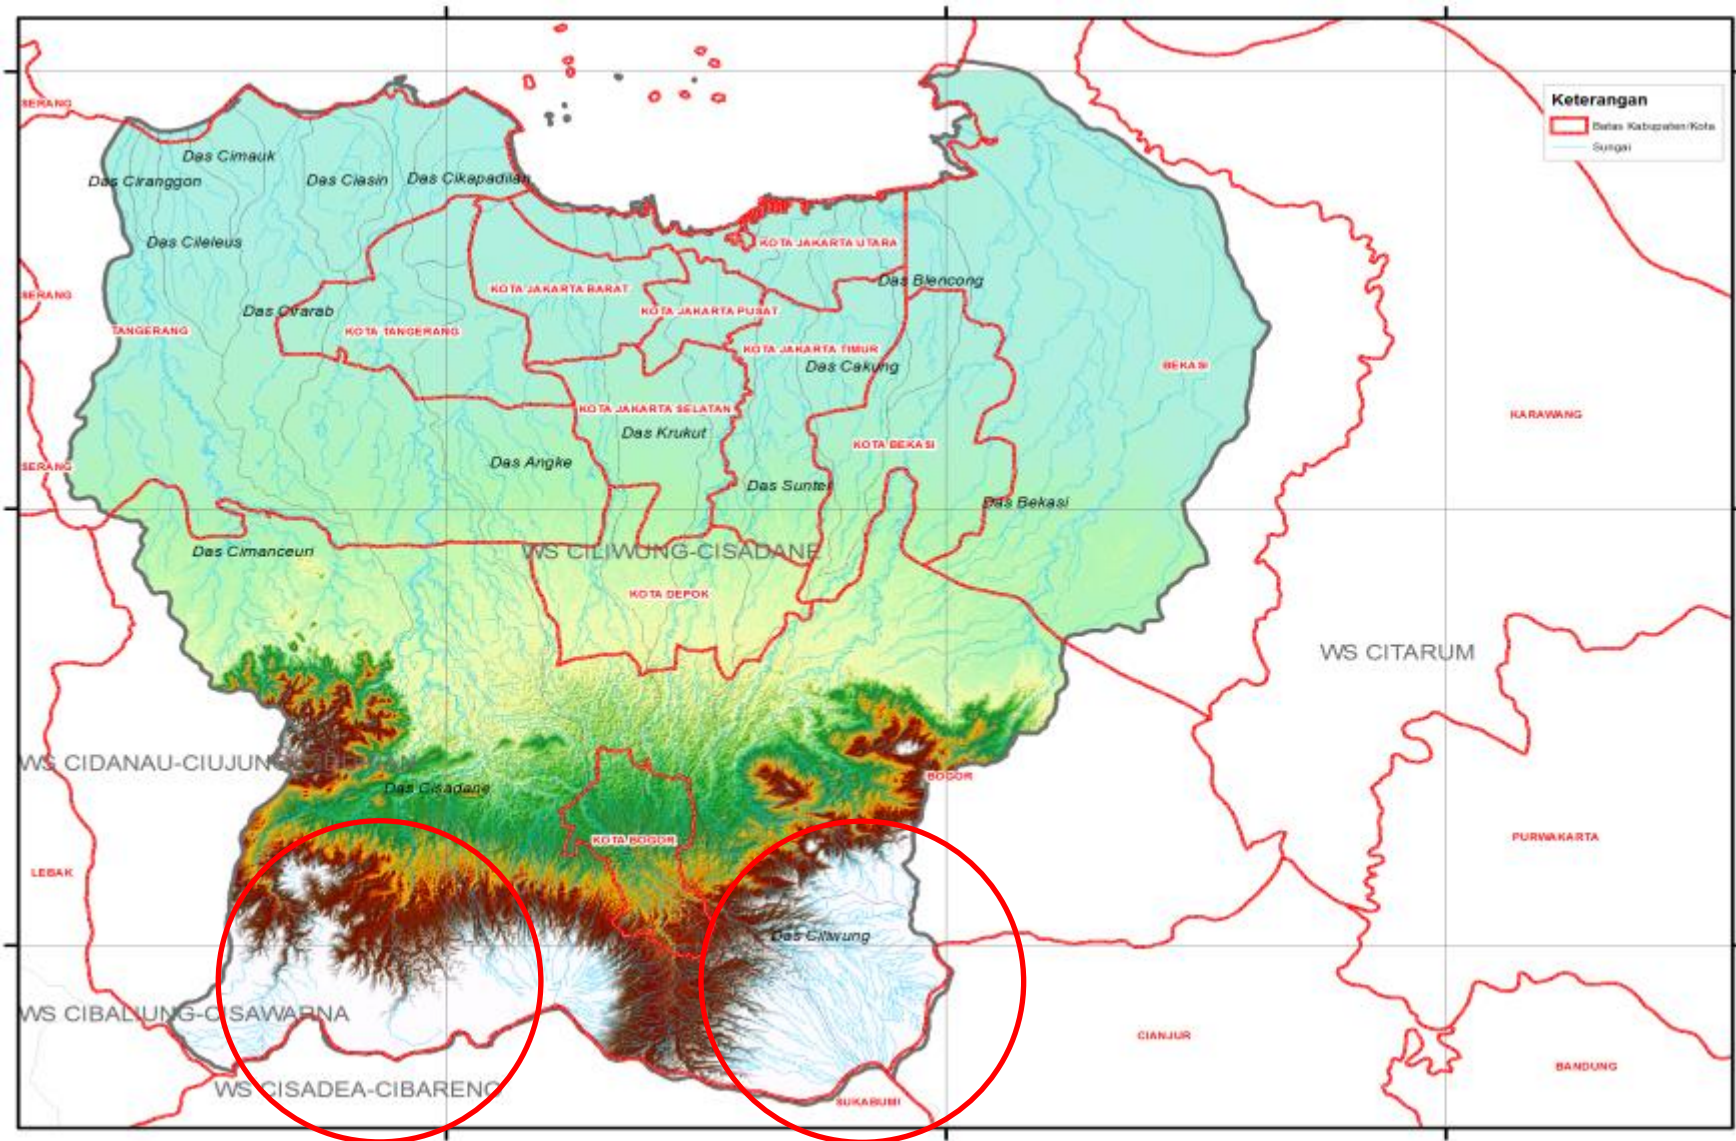 SERANG
Keterangan
Batas Kabupaten/Kota
Sungai
Das Cimauk
Das Ciranggon
Das Ciasin
Das Cikapadilan
Das Cileleus
KOTA JAKARTA UTARA
Das Blencong
SERANG
KOTA JAKARTA BARAT
Das Cirarab
KOTA JAKARTA PUSAT
TANGERANG
KOTA TANGERANG
KOTA JAKARTA TIMUR
Das Cakung
BEKASI
KOTA JAKARTA SELATAN
KARAWANG
Das Krukut
KOTA BEKASI
SERANG
Das Angke
Das Sunter
Das Bekasi
Das Cimanceuri
WS CILIWUNG-CISADANE
KOTA DEPOK
WS CITARUM
WS CIDANAU-CIUJUNG
BOGOR
Das Cisadane
KOTA BOGOR
PURWAKARTA
LEBAK
Das Ciliwung
WS CIBALIUNG-CISAWARNA
CIANJUR
BANDUNG
WS CISADEA-CIBARENO
SUKABUMI